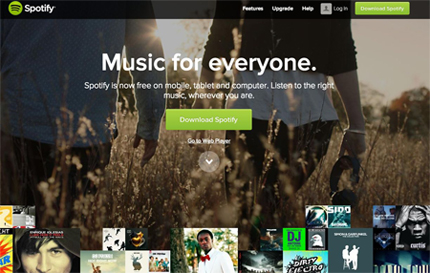 Spotify
Features
Upgrade
Help
Log In
Download Spotify
Music for everyone.
Spotify is now free on mobile, tablet and computer. Listen to the right
music, wherever you are.
Download Spotify
Go to Web Player
ENRIQUE IGLESIAS
SIDO
DJ
DIRTY
ELECTRO